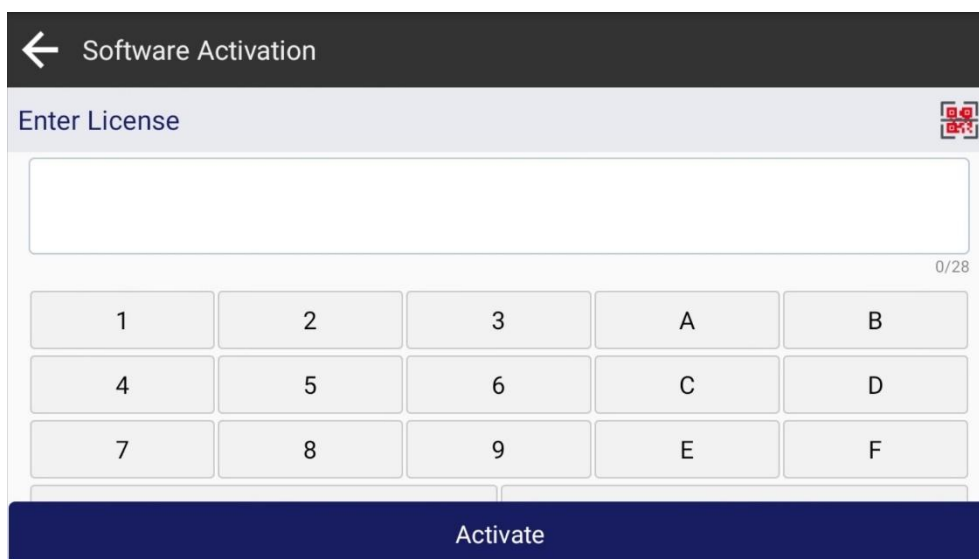 Software Activation
Enter License
0/28
1 2 3 A B
4 5 6 C D
7 8 9 E F
Activate